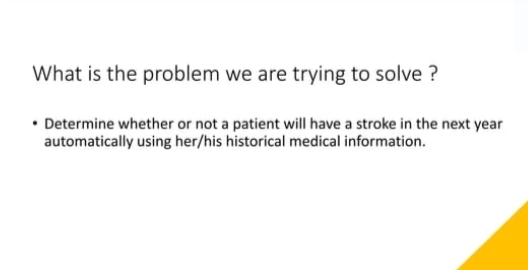 What is the problem we are trying to solve ?
• Determine whether or not a patient will have a stroke in the next year
automatically using her/his historical medical information.